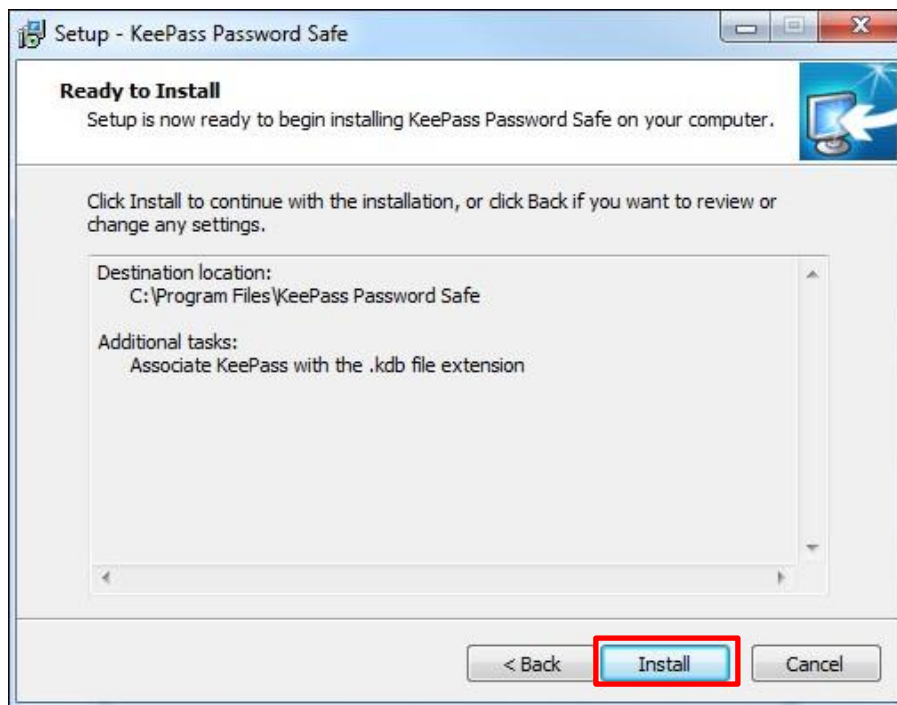 Setup - KeePass Password Safe
Ready to Install
Setup is now ready to begin installing KeePass Password Safe on your computer.
Click Install to continue with the installation, or click Back if you want to review or
change any settings.
Destination location:
C:\Program Files\KeePass Password Safe
Additional tasks:
Associate KeePass with the .kdb file extension
< Back
Install
Cancel